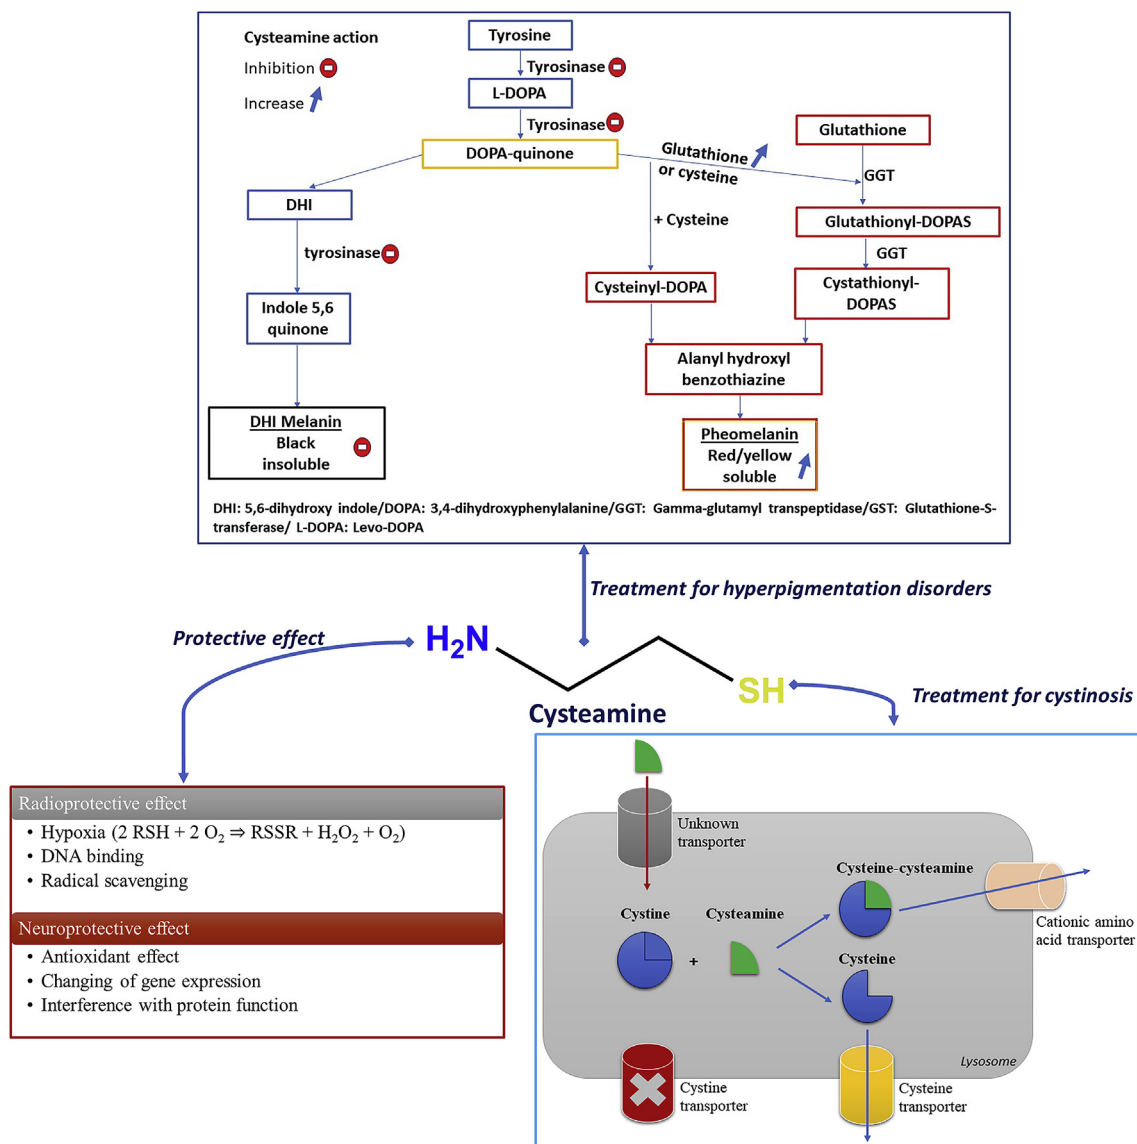 Cysteamine action
Inhibition
Increase
Tyrosine
Tyrosinase
L-DOPA
Tyrosinase
DOPA-quinone
Glutathione
or cysteine
Glutathione
GGT
DHI
+ Cysteine
Glutathionyl-DOPAS
tyrosinase
GGT
Cysteinyl-DOPA
Cystathionyl-
DOPAS
Indole 5,6
quinone
Alanyl hydroxyl
benzothiazine
DHI Melanin
Black
insoluble
Pheomelanin
Red/yellow
soluble
DHI: 5,6-dihydroxy indole/DOPA: 3,4-dihydroxyphenylalanine/GGT: Gamma-glutamyl transpeptidase/GST: Glutathione-S-
transferase/ L-DOPA: Levo-DOPA
Treatment for hyperpigmentation disorders
Protective effect
H₂N
SH
Cysteamine
Treatment for cystinosis
Radioprotective effect
• Hypoxia (2 RSH + 2 O₂ ⇒ RSSR + H₂O₂ + O₂)
• DNA binding
• Radical scavenging
Neuroprotective effect
• Antioxidant effect
• Changing of gene expression
• Interference with protein function
Unknown
transporter
Cysteine-cysteamine
Cystine
Cysteamine
+
Cationic amino
acid transporter
Cysteine
Lysosome
Cystine
transporter
Cysteine
transporter